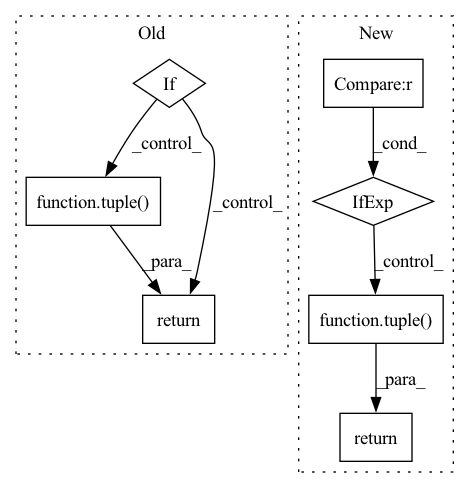 Old
If
_control_
function.tuple()
_control_
_para_
return
New
Compare:r
_cond_
IfExp
_control_
function.tuple()
_para_
return